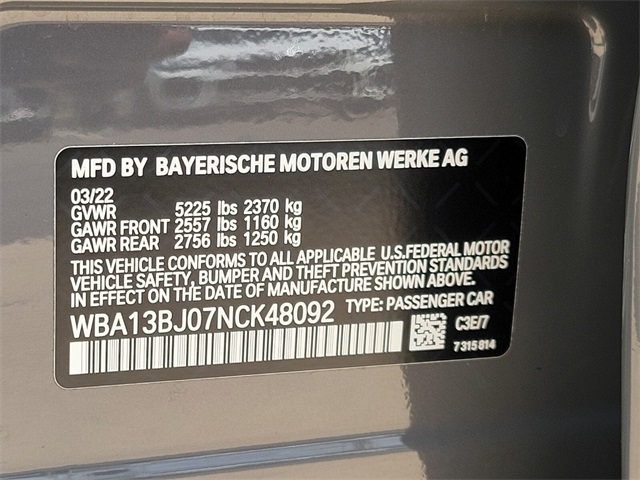 MFD BY BAYERISCHE MOTOREN WERKE AG
03/22
GVWR 5225 lbs 2370 kg
GAWR FRONT 2557 lbs 1160 kg
GAWR REAR 2756 lbs 1250 kg
THIS VEHICLE CONFORMS TO ALL APPLICABLE U.S.FEDERAL MOTOR
VEHICLE SAFETY, BUMPER AND THEFT PREVENTION STANDARDS
IN EFFECT ON THE DATE OF MANUFACTURE SHOWN ABOVE.
WBA13BJ07NCK48092 TYPE: PASSENGER CAR
C3E/7
7 315 814